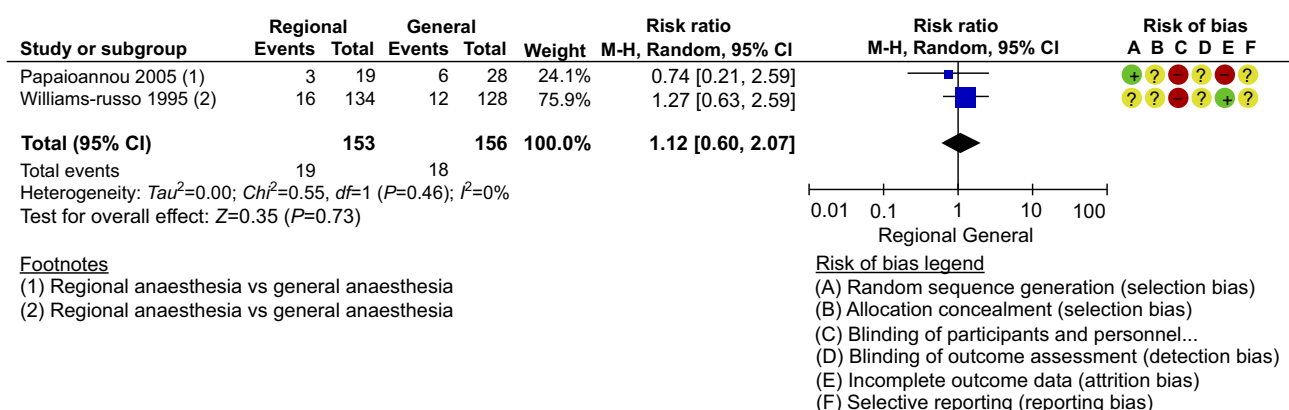 Regional General Risk ratio Risk ratio Risk of bias
Study or subgroup Events Total Events Total Weight M-H, Random, 95% CI M-H, Random, 95% CI A B C D E F
Papaioannou 2005 (1) 3 19 6 28 24.1% 0.74 [0.21, 2.59] + ? − ? − ?
Williams-russo 1995 (2) 16 134 12 128 75.9% 1.27 [0.63, 2.59] ? ? − ? + ?
Total (95% CI) 153 156 100.0% 1.12 [0.60, 2.07]
Total events 19 18
Heterogeneity: Tau²=0.00; Chi²=0.55, df=1 (P=0.46); I²=0%
Test for overall effect: Z=0.35 (P=0.73)
0.01 0.1 1 10 100
Regional General
Footnotes
(1) Regional anaesthesia vs general anaesthesia
(2) Regional anaesthesia vs general anaesthesia
Risk of bias legend
(A) Random sequence generation (selection bias)
(B) Allocation concealment (selection bias)
(C) Blinding of participants and personnel...
(D) Blinding of outcome assessment (detection bias)
(E) Incomplete outcome data (attrition bias)
(F) Selective reporting (reporting bias)